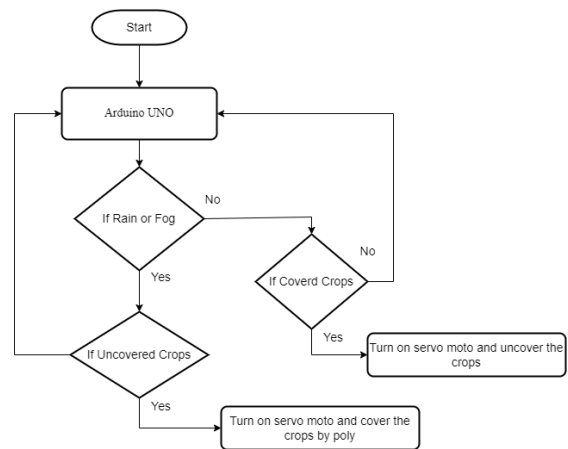 Start
Arduino UNO
If Rain or Fog
No
Yes
If Coverd Crops
No
Yes
Turn on servo moto and uncover the
crops
If Uncovered Crops
Yes
Turn on servo moto and cover the
crops by poly